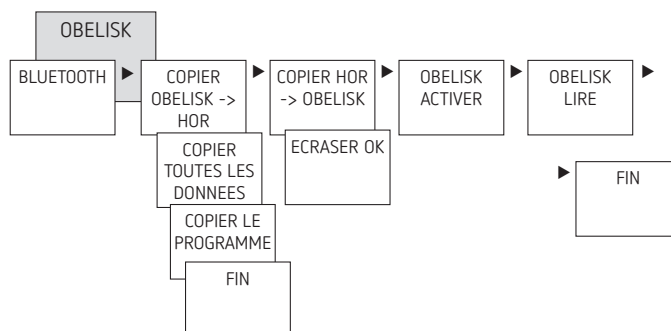 OBELISK
BLUETOOTH
COPIER
OBELISK ->
HOR
COPIER
TOUTES LES
DONNEES
COPIER LE
PROGRAMME
FIN
COPIER HOR
-> OBELISK
ECRASER OK
OBELISK
ACTIVER
OBELISK
LIRE
FIN